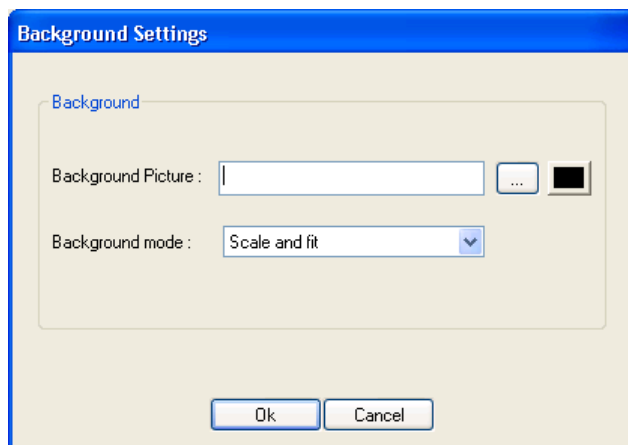 Background Settings
Background
Background Picture :
...
Background mode :
Scale and fit
Ok
Cancel